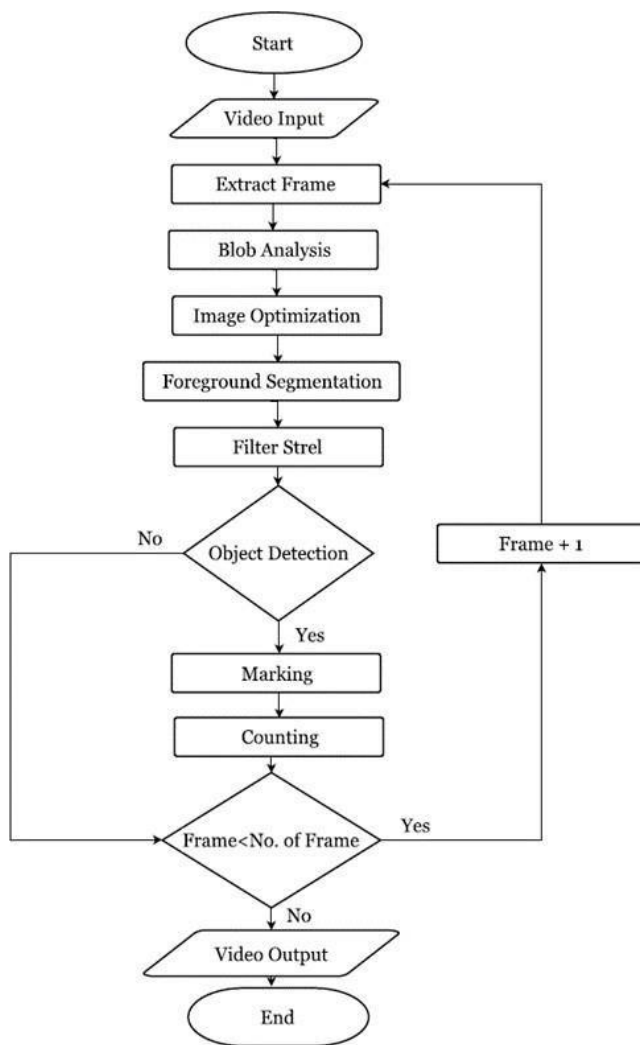 Start
Video Input
Extract Frame
Blob Analysis
Image Optimization
Foreground Segmentation
Filter Strel
No
Object Detection
Frame + 1
Yes
Marking
Counting
Frame<No. of Frame
Yes
No
Video Output
End